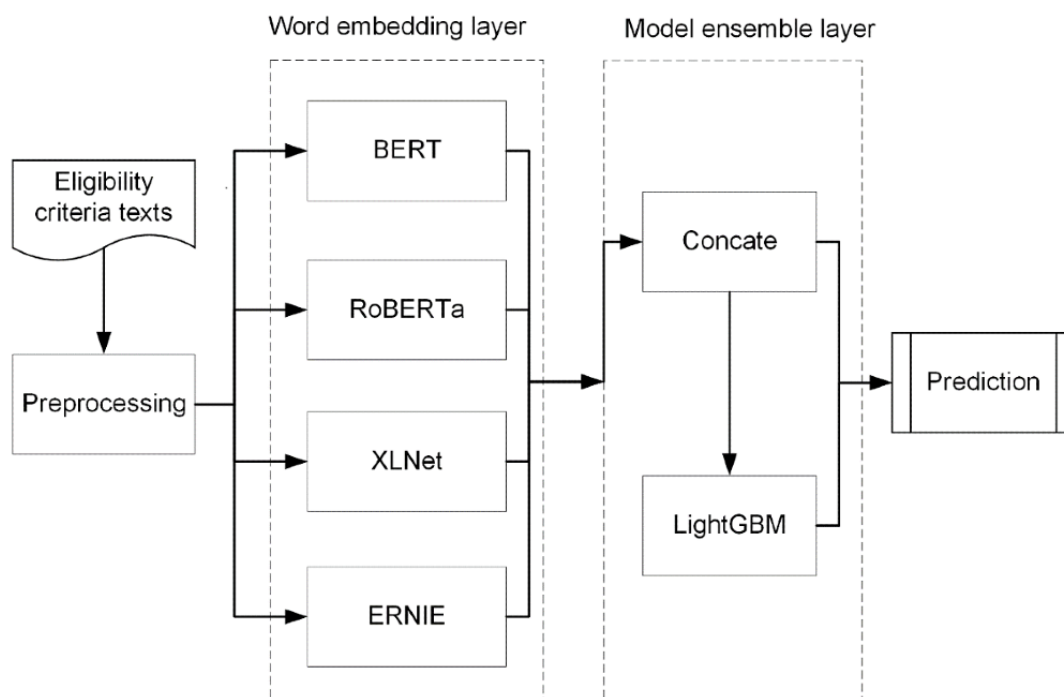 Word embedding layer
Model ensemble layer
Eligibility
criteria texts
Preprocessing
BERT
RoBERTa
XLNet
ERNIE
Concate
LightGBM
Prediction